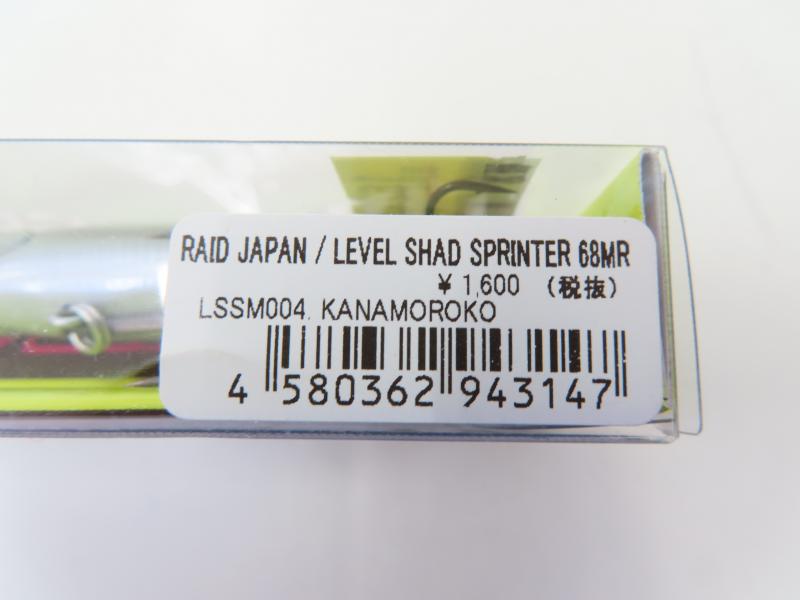 RAID JAPAN / LEVEL SHAD SPRINTER 68MR
¥ 1,600 （税抜）
LSSM004. KANAMOROKO
4 580362 943147